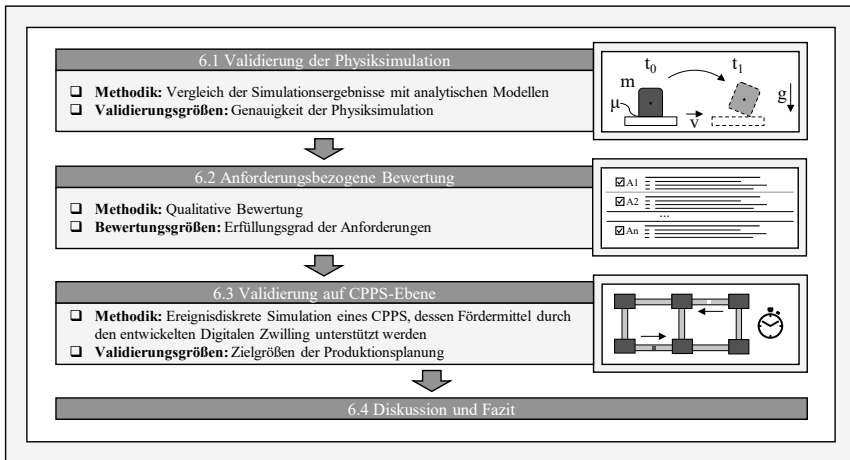 6.1 Validierung der Physiksimulation
Methodik: Vergleich der Simulationsergebnisse mit analytischen Modellen
Validierungsgrößen: Genauigkeit der Physiksimulation
t0 t1
m
g
μ
v
6.2 Anforderungsbezogene Bewertung
Methodik: Qualitative Bewertung
Bewertungsgrößen: Erfüllungsgrad der Anforderungen
A1
A2
...
An
6.3 Validierung auf CPPS-Ebene
Methodik: Ereignisdiskrete Simulation eines CPPS, dessen Fördermittel durch
den entwickelten Digitalen Zwilling unterstützt werden
Validierungsgrößen: Zielgrößen der Produktionsplanung
6.4 Diskussion und Fazit